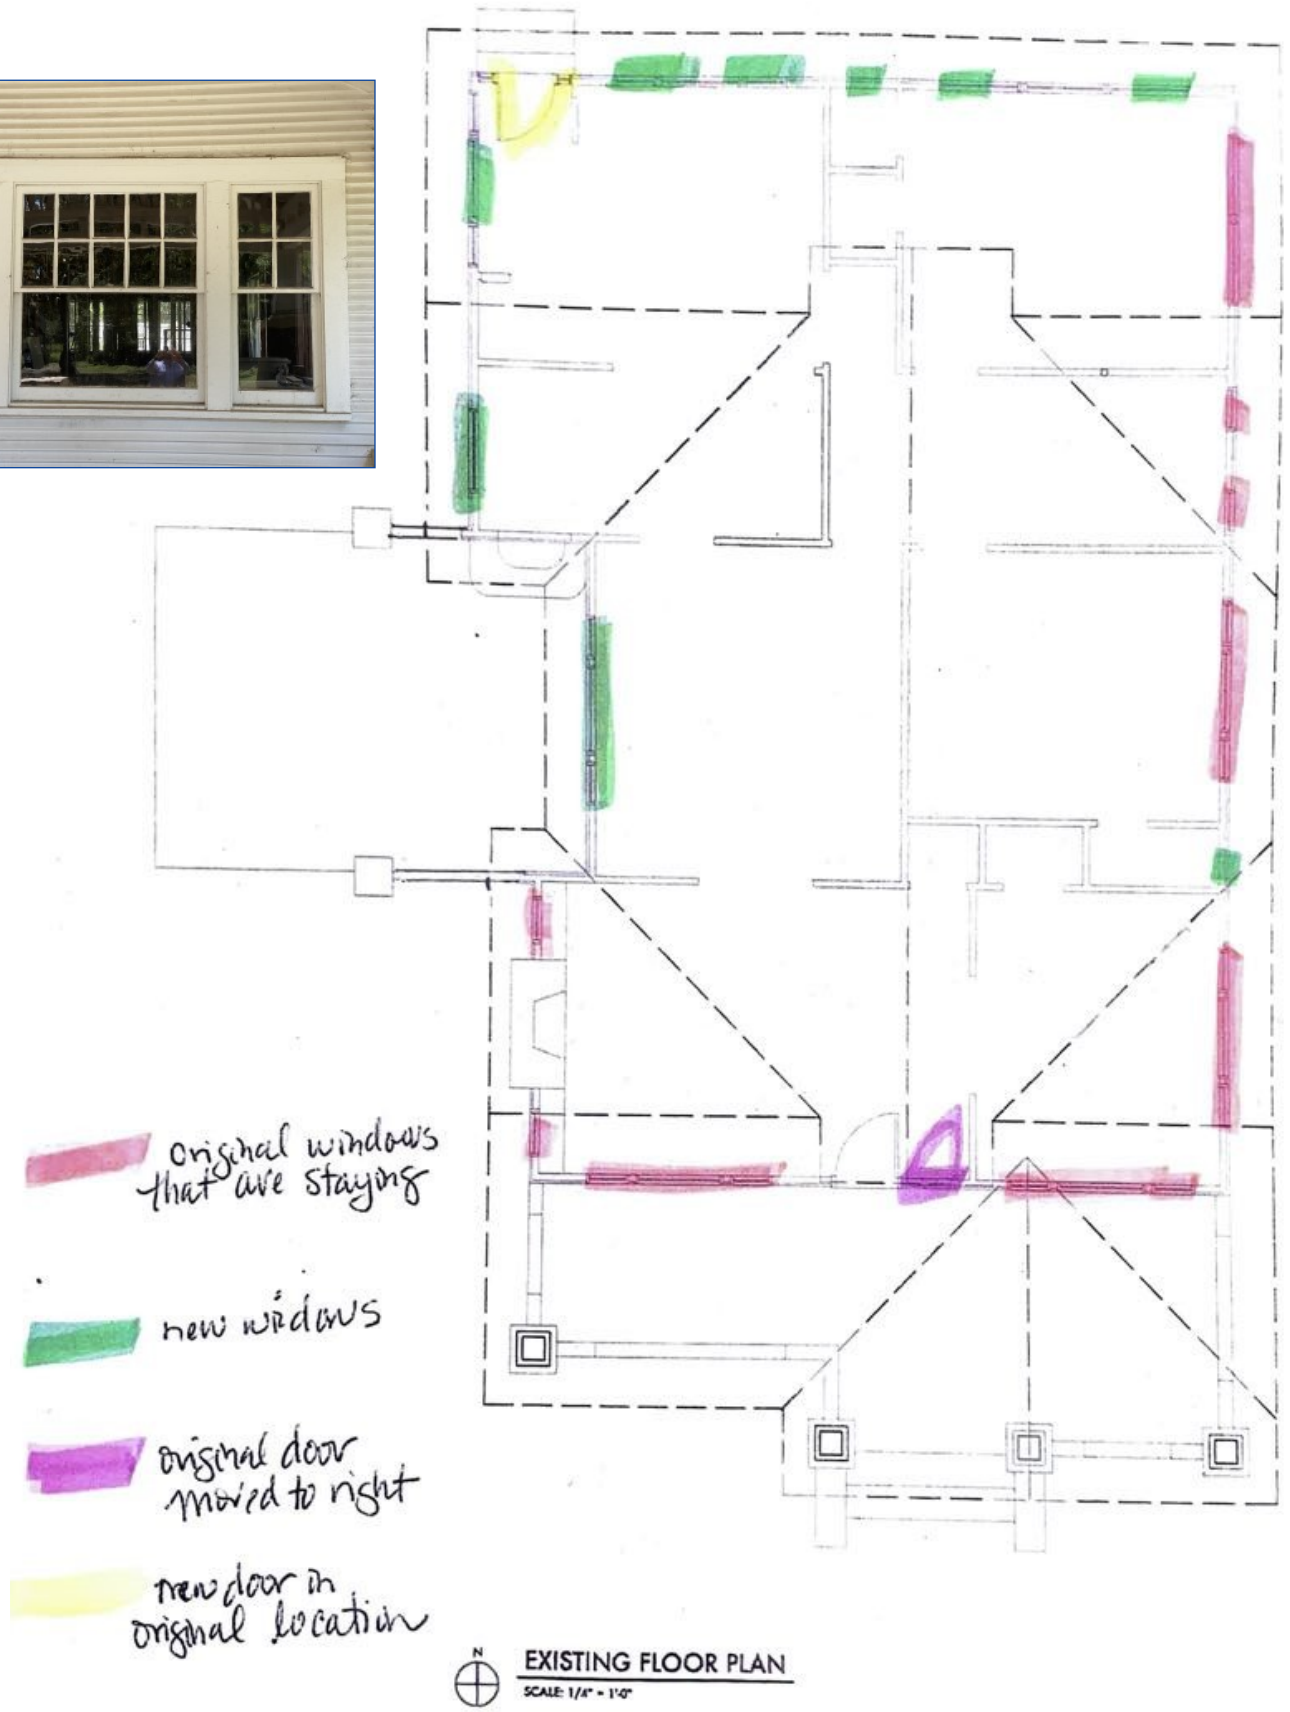 original windows
that are staying
new widows
original door
moved to right
new door in
original location
N
EXISTING FLOOR PLAN
SCALE: 1/4" = 1'-0"